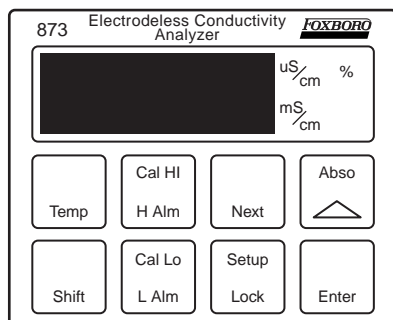 873 Electrodeless Conductivity Analyzer FOXBORO
uS/cm %
mS/cm
Cal HI Abso
Temp H Alm Next
Cal Lo Setup
Shift L Alm Lock Enter